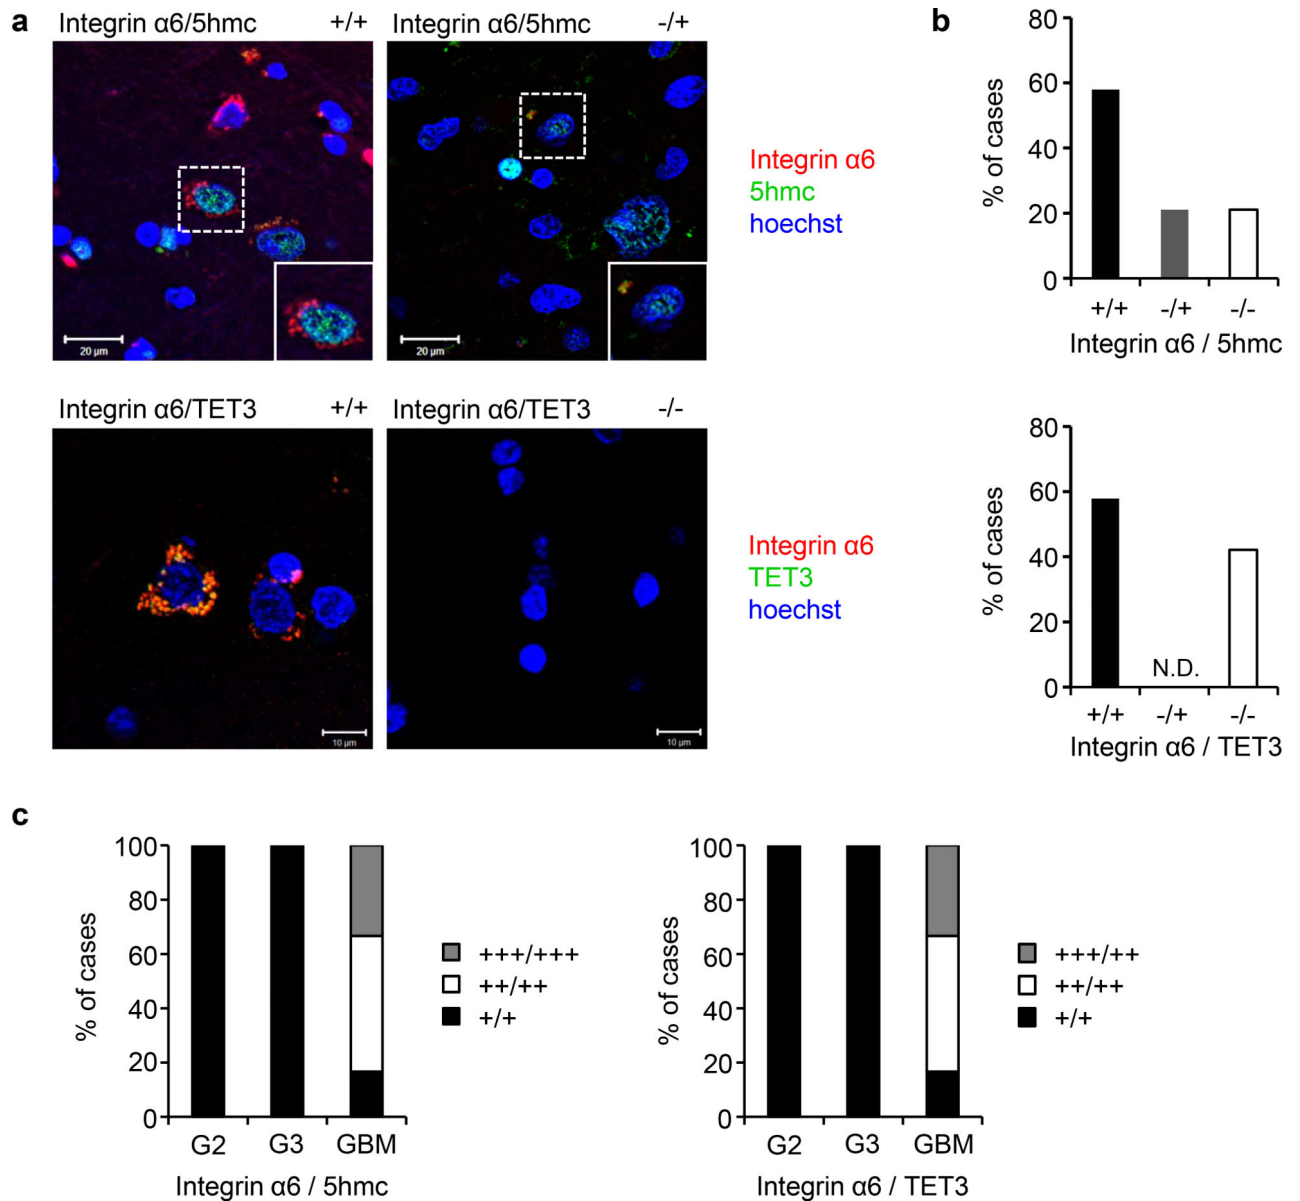 a
Integrin α6/5hmc +/+
Integrin α6/5hmc -/+
20 μm
20 μm
Integrin α6
5hmc
hoechst
Integrin α6/TET3 +/+
Integrin α6/TET3 -/-
10 μm
10 μm
Integrin α6
TET3
hoechst
b
% of cases
80
60
40
20
0
+/+ -/+ -/-
Integrin α6 / 5hmc
% of cases
80
60
40
20
0
N.D.
+/+ -/+ -/-
Integrin α6 / TET3
c
% of cases
100
80
60
40
20
0
G2 G3 GBM
Integrin α6 / 5hmc
+++/+++
++/++
+/+
% of cases
100
80
60
40
20
0
G2 G3 GBM
Integrin α6 / TET3
+++/++
++/++
+/+